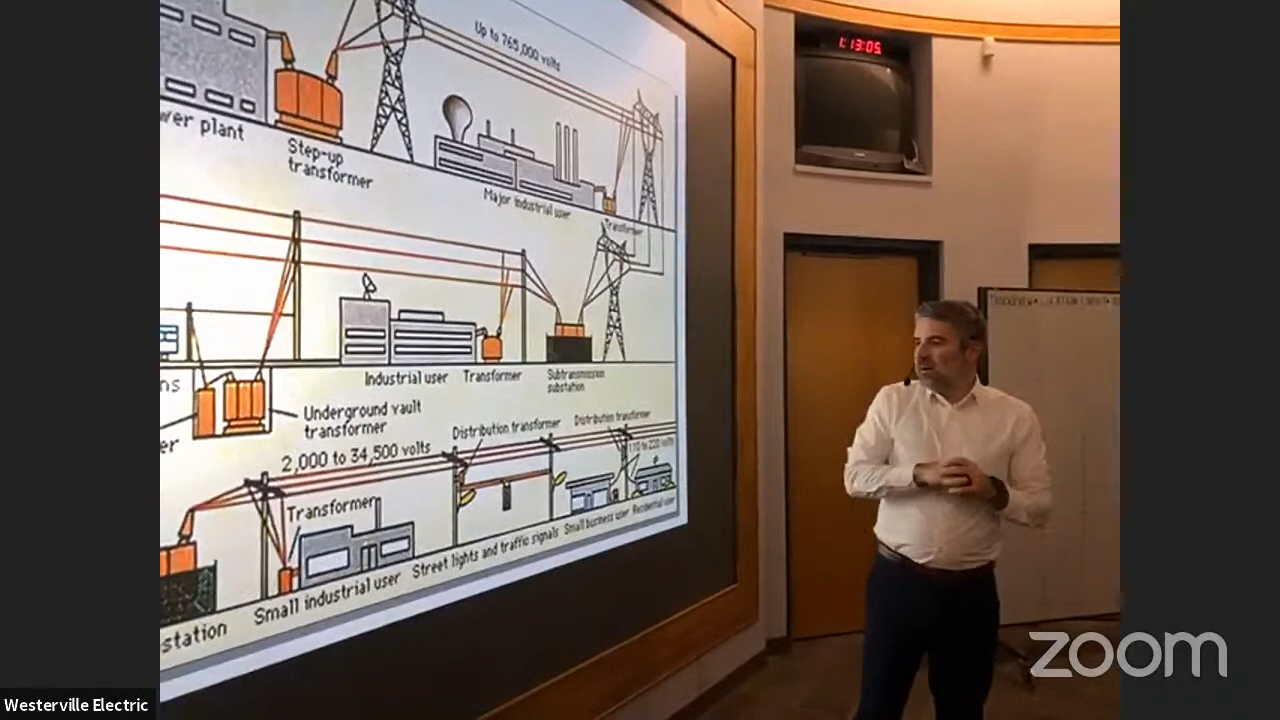 1:13:05
Up to 765,000 volts
wer plant
Step-up
transformer
Major industrial user
Transformer
ns
Industrial user
Transformer
Subtransmission
substation
er
Underground vault
transformer
2,000 to 34,500 volts
Distribution transformer
Distribution transformer
110 to 220 volts
Transformer
station
Small industrial user
Street lights and traffic signals
Small business user
Residential user
zoom
Westerville Electric